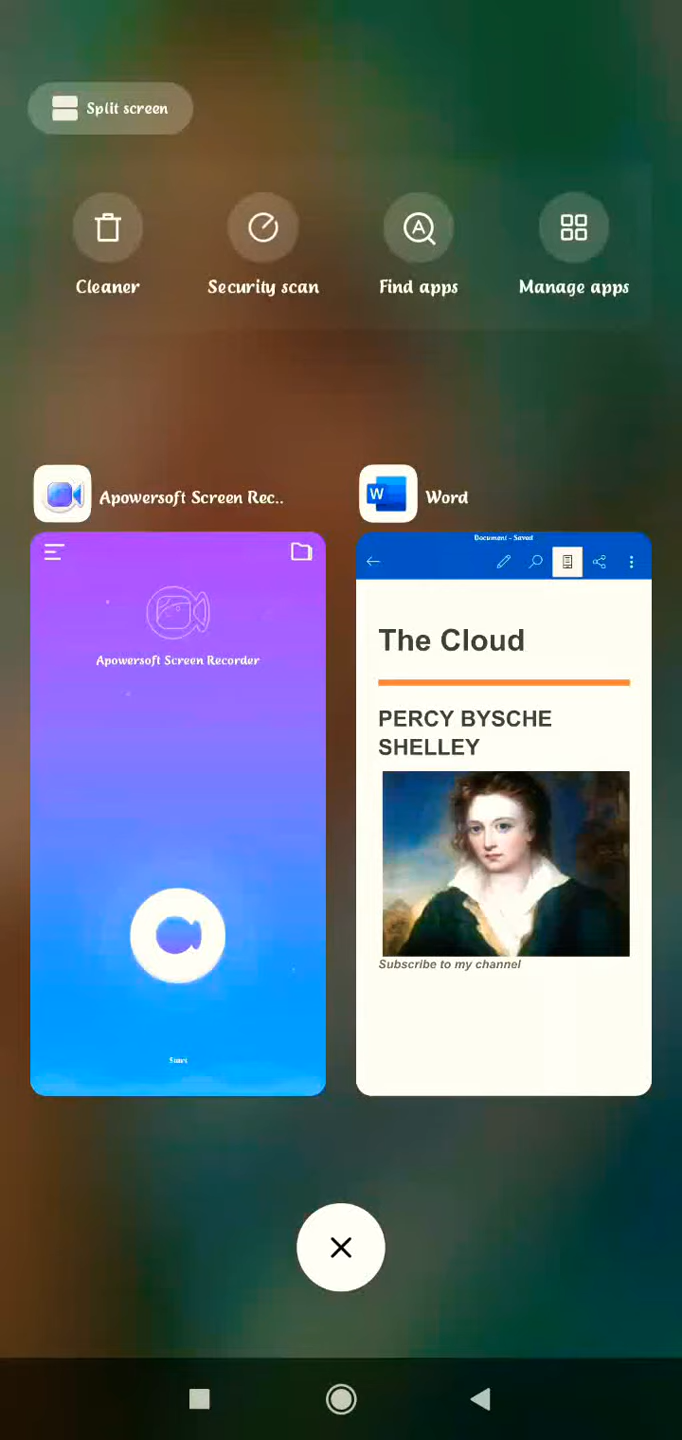 Split screen
Cleaner
Security scan
Find apps
Manage apps
Apowersoft Screen Rec..
Word
Document - Saved
Apowersoft Screen Recorder
Start
The Cloud
PERCY BYSCHE
SHELLEY
Subscribe to my channel